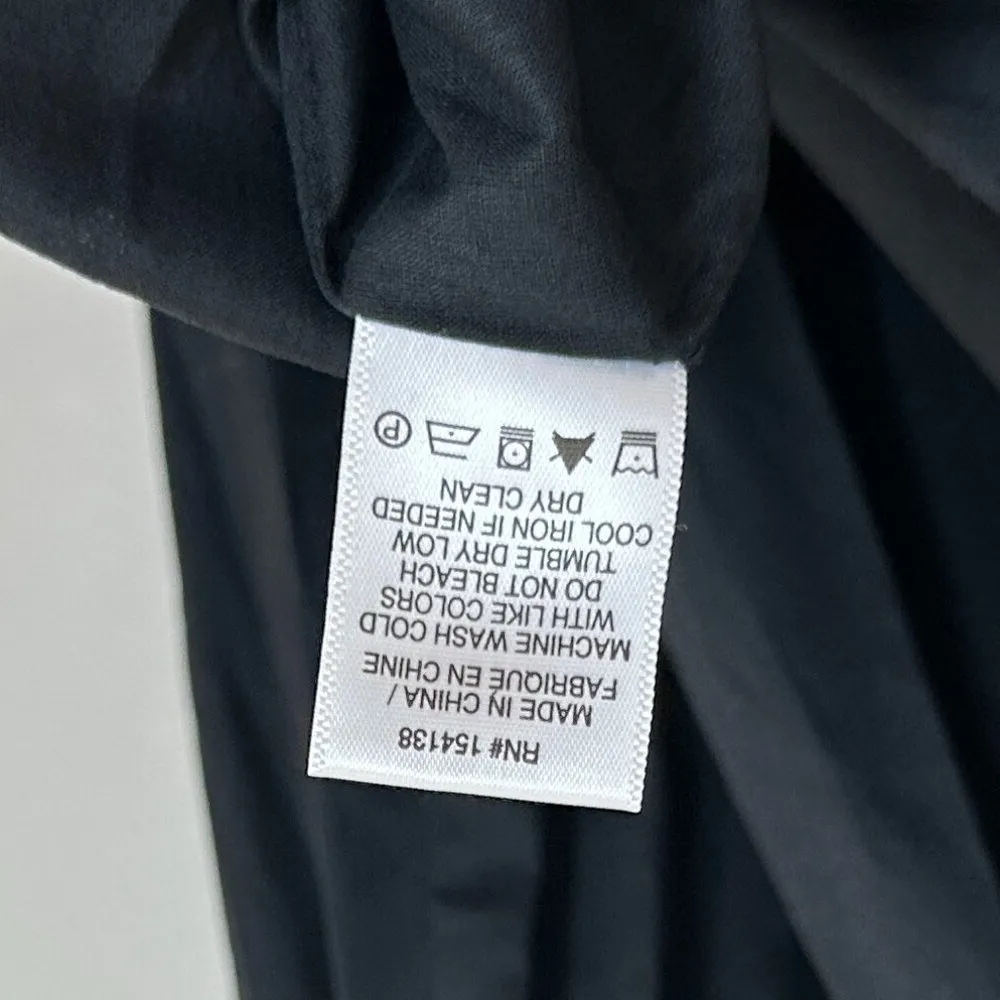 RN# 154138
MADE IN CHINA /
FABRIQUE EN CHINE
MACHINE WASH COLD
WITH LIKE COLORS
DO NOT BLEACH
TUMBLE DRY LOW
COOL IRON IF NEEDED
DRY CLEAN
P